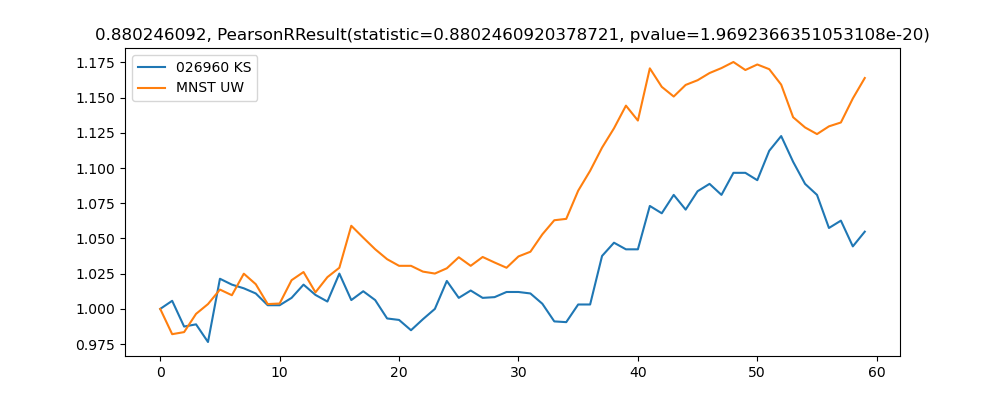 0.880246092, PearsonRResult(statistic=0.8802460920378721, pvalue=1.9692366351053108e-20)
026960 KS
MNST UW
1.175
1.150
1.125
1.100
1.075
1.050
1.025
1.000
0.975
0 10 20 30 40 50 60